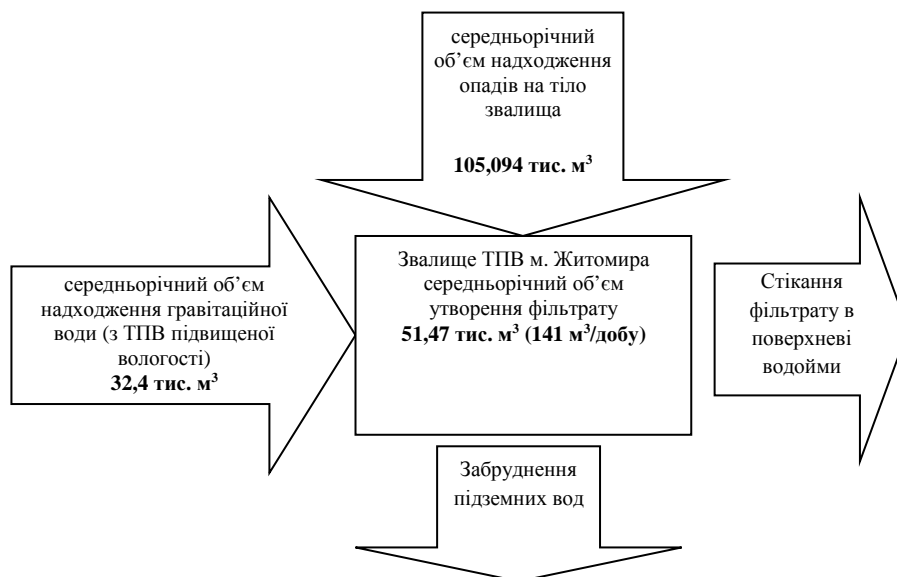 середньорічний
об’єм надходження
опадів на тіло
звалища
105,094 тис. м³
середньорічний об’єм
надходження гравітаційної
води (з ТПВ підвищеної
вологості)
32,4 тис. м³
Звалище ТПВ м. Житомира
середньорічний об’єм
утворення фільтрату
51,47 тис. м³ (141 м³/добу)
Стікання
фільтрату в
поверхневі
водойми
Забруднення
підземних вод